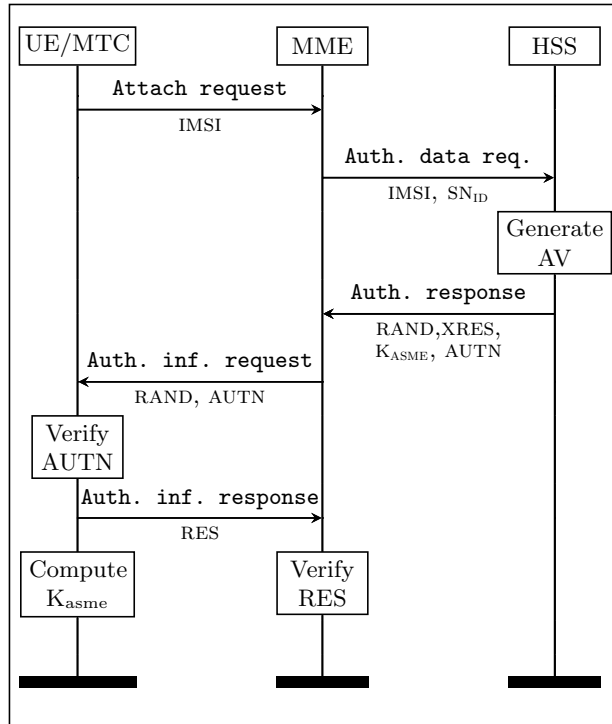 UE/MTC MME HSS
Attach request
IMSI
Auth. data req.
IMSI, SN_ID
Generate
AV
Auth. response
RAND,XRES,
K_ASME, AUTN
Auth. inf. request
RAND, AUTN
Verify
AUTN
Auth. inf. response
RES
Compute
K_asme
Verify
RES